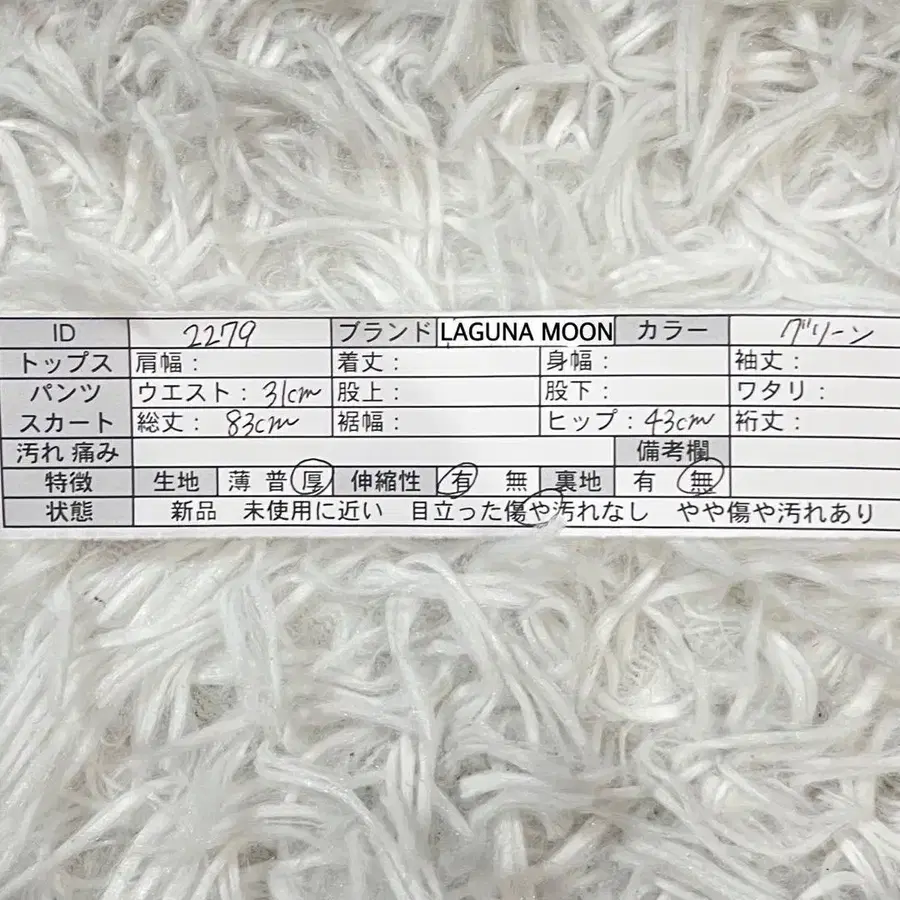 ID 2279 ブランド LAGUNA MOON カラー グリーン
トップス 肩幅： 着丈： 身幅： 袖丈：
パンツ ウエスト：31cm 股上： 股下： ワタリ：
スカート 総丈：83cm 裾幅： ヒップ：43cm 裄丈：
汚れ 痛み 備考欄
特徴 生地 薄 普 厚 伸縮性 有 無 裏地 有 無
状態 新品 未使用に近い 目立った傷や汚れなし やや傷や汚れあり